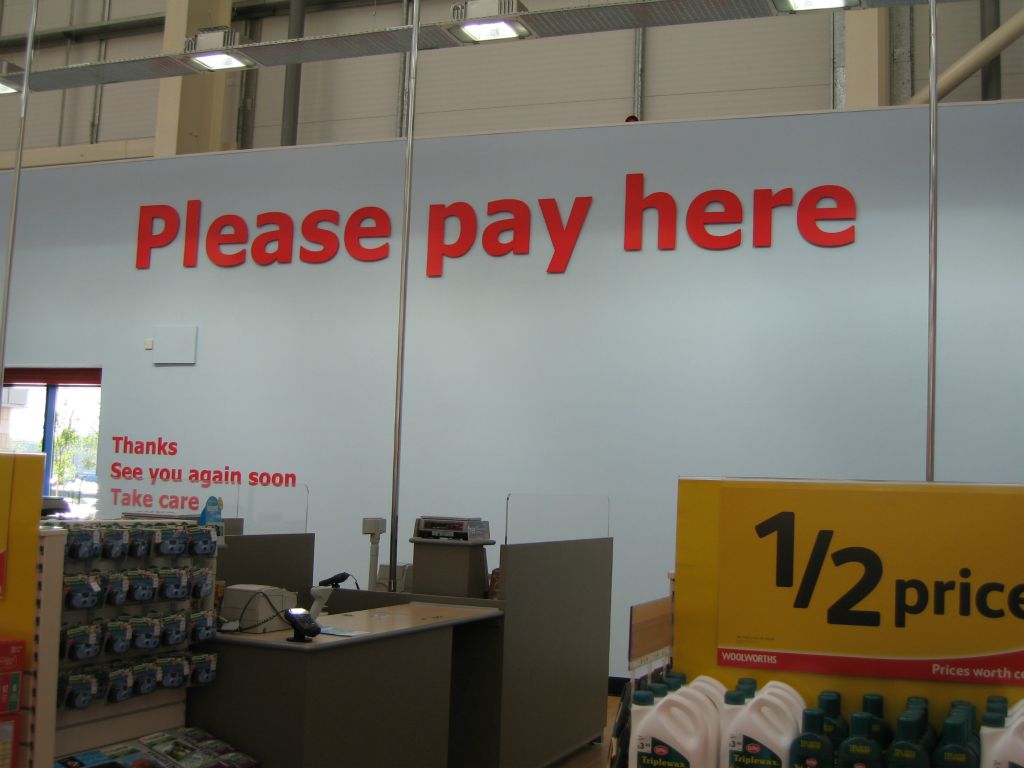 Please pay here
Thanks
See you again soon
Take care
1/2 price
WOOLWORTHS
Prices worth
Triplewax
Triplewax